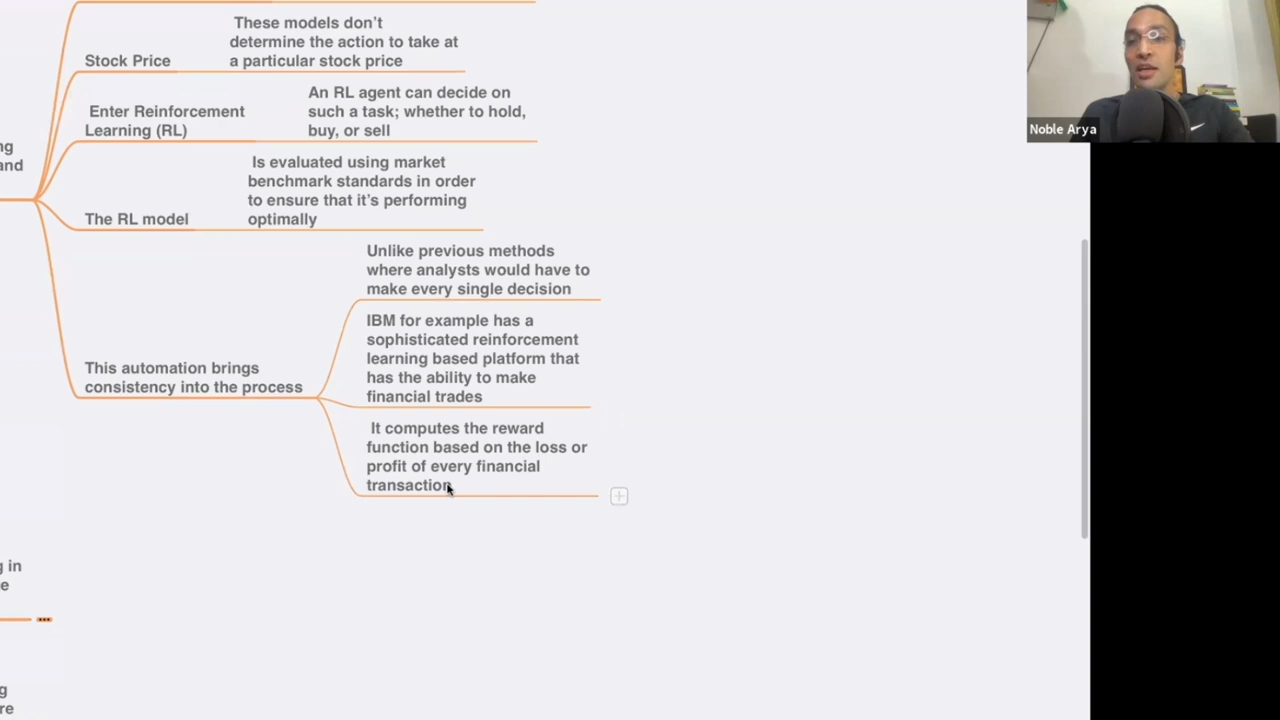 These models don’t
determine the action to take at
a particular stock price
Stock Price
An RL agent can decide on
such a task; whether to hold,
buy, or sell
Enter Reinforcement
Learning (RL)
ng
and
Is evaluated using market
benchmark standards in order
to ensure that it’s performing
optimally
The RL model
Unlike previous methods
where analysts would have to
make every single decision
IBM for example has a
sophisticated reinforcement
learning based platform that
has the ability to make
financial trades
This automation brings
consistency into the process
It computes the reward
function based on the loss or
profit of every financial
transaction
g in
e
g
re
Noble Arya